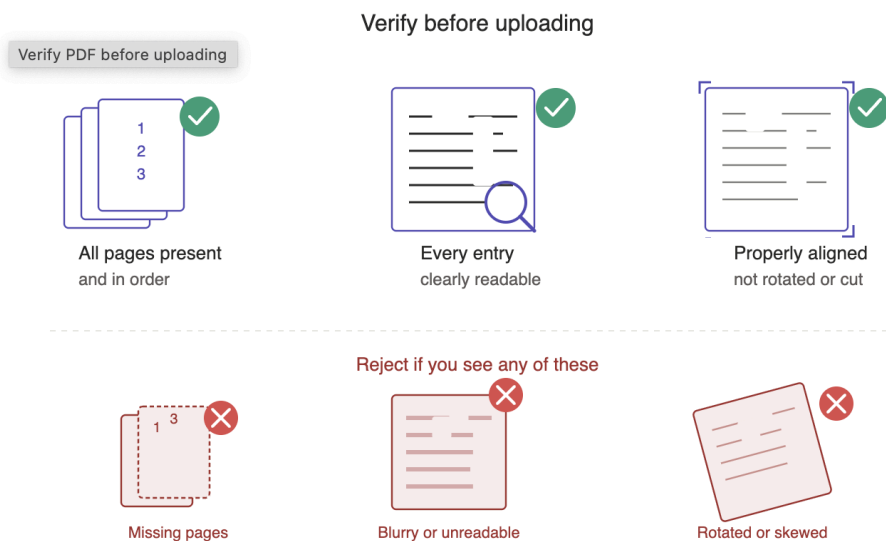 Verify before uploading
Verify PDF before uploading
1
2
3
All pages present
and in order
Every entry
clearly readable
Properly aligned
not rotated or cut
Reject if you see any of these
1
3
Missing pages
Blurry or unreadable
Rotated or skewed